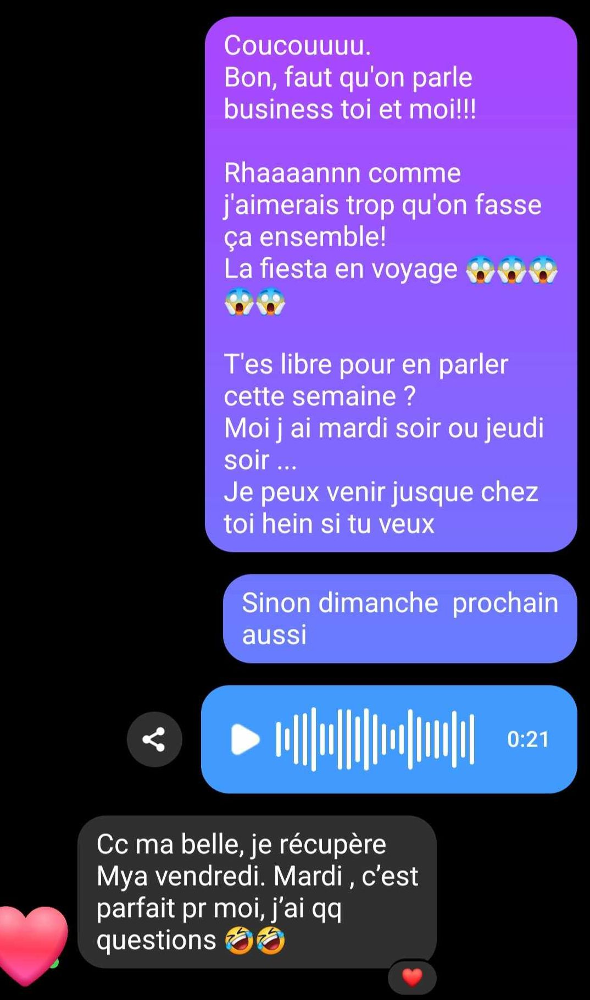 Coucouuuu.
Bon, faut qu'on parle
business toi et moi!!!
Rhaaaannn comme
j'aimerais trop qu'on fasse
ça ensemble!
La fiesta en voyage 😱😱😱
😱😱
T'es libre pour en parler
cette semaine ?
Moi j ai mardi soir ou jeudi
soir ...
Je peux venir jusque chez
toi hein si tu veux
Sinon dimanche  prochain
aussi
0:21
Cc ma belle, je récupère
Mya vendredi. Mardi , c’est
parfait pr moi, j’ai qq
questions 🤣🤣